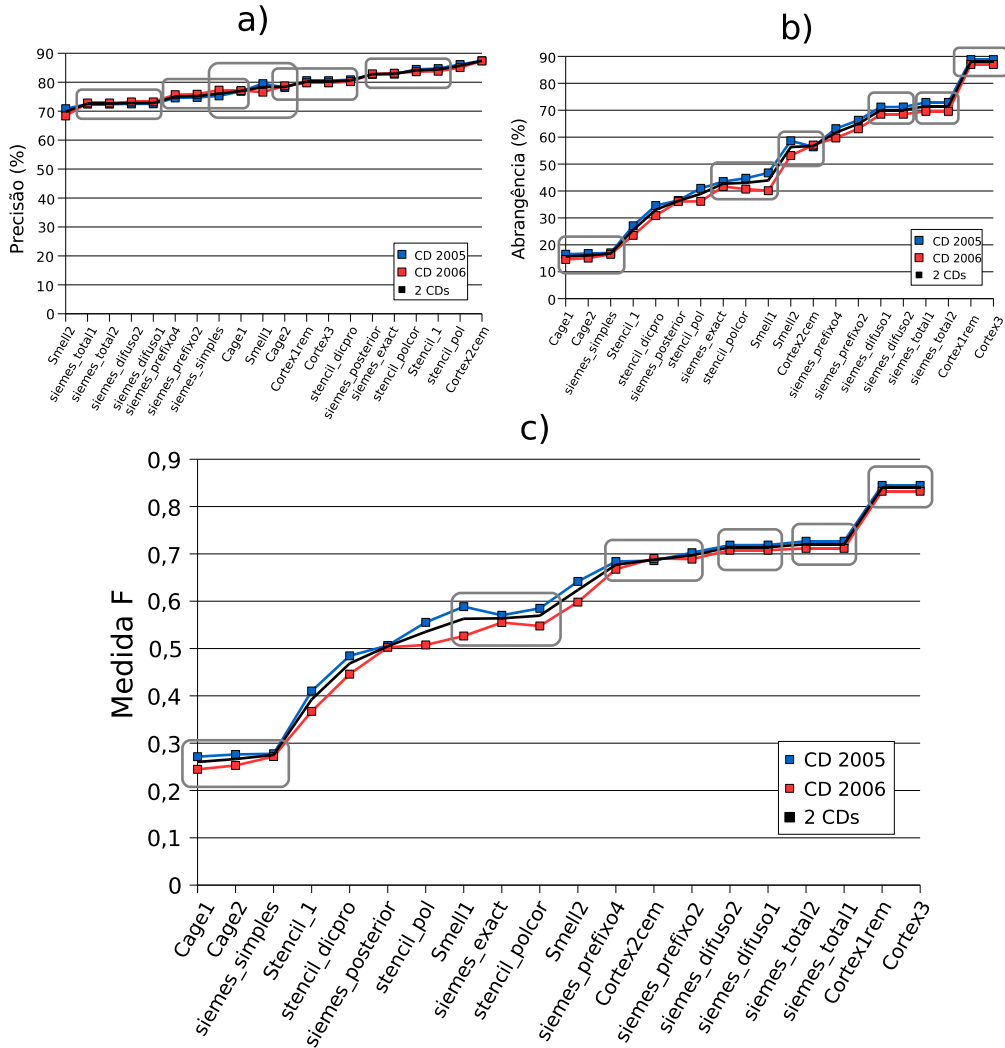 a)
Precisão (%)
90
80
70
60
50
40
30
20
10
0
CD 2005
CD 2006
2 CDs
Smell2
siemes_total1
siemes_total2
siemes_difuso2
siemes_difuso1
siemes_prefixo4
siemes_prefixo2
siemes_simples
Cage1
Smell1
Cage2
Cortex1rem
Cortex3
stencil_dicpro
siemes_posterior
siemes_exact
stencil_polcor
Stencil_1
stencil_pol
Cortex2cem
b)
Abrangência (%)
90
80
70
60
50
40
30
20
10
0
CD 2005
CD 2006
2 CDs
Cage1
Cage2
siemes_simples
Stencil_1
stencil_dicpro
siemes_posterior
stencil_pol
siemes_exact
stencil_polcor
Smell1
Smell2
Cortex2cem
siemes_prefixo4
siemes_prefixo2
siemes_difuso1
siemes_difuso2
siemes_total1
siemes_total2
Cortex1rem
Cortex3
c)
Medida F
0,9
0,8
0,7
0,6
0,5
0,4
0,3
0,2
0,1
0
CD 2005
CD 2006
2 CDs
Cage1
Cage2
siemes_simples
Stencil_1
stencil_dicpro
siemes_posterior
stencil_pol
Smell1
siemes_exact
stencil_polcor
Smell2
siemes_prefixo4
Cortex2cem
siemes_prefixo2
siemes_difuso2
siemes_difuso1
siemes_total2
siemes_total1
Cortex1rem
Cortex3